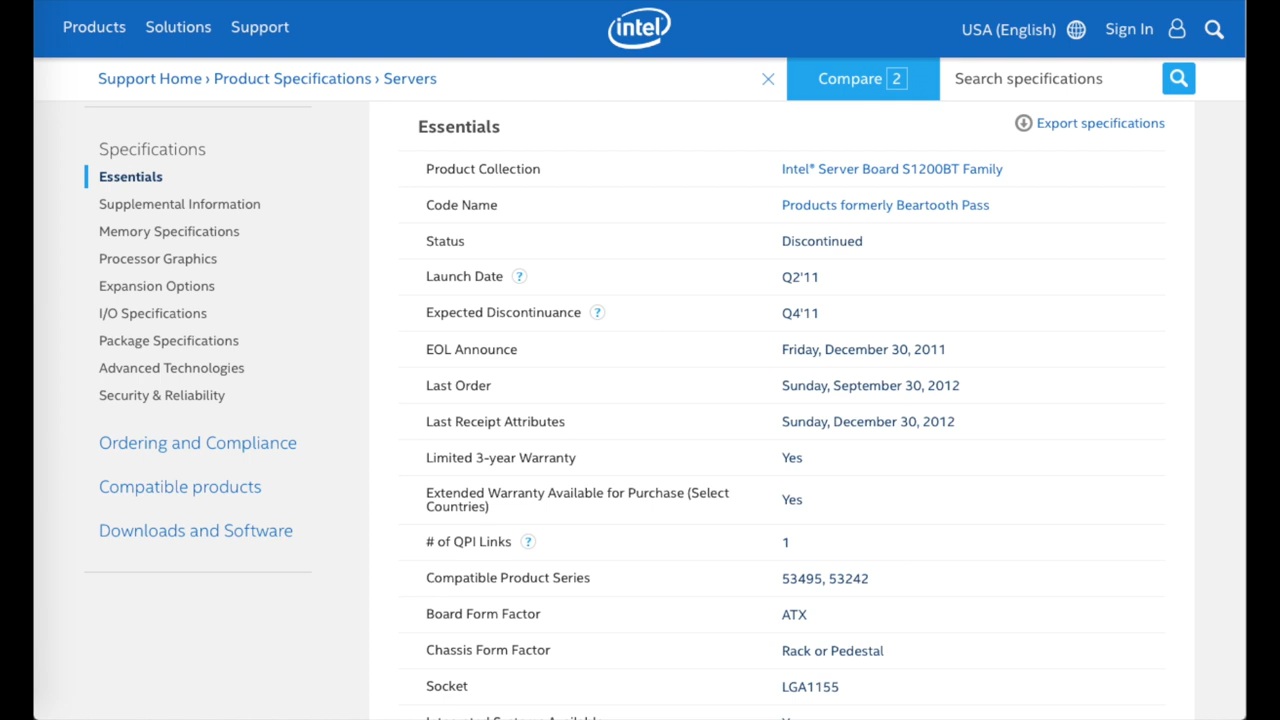 Products Solutions Support
intel
USA (English) Sign In
Support Home › Product Specifications › Servers
Compare 2
Search specifications
Specifications
Essentials
Supplemental Information
Memory Specifications
Processor Graphics
Expansion Options
I/O Specifications
Package Specifications
Advanced Technologies
Security & Reliability
Ordering and Compliance
Compatible products
Downloads and Software
Essentials
Export specifications
Product Collection Intel® Server Board S1200BT Family
Code Name Products formerly Beartooth Pass
Status Discontinued
Launch Date ? Q2'11
Expected Discontinuance ? Q4'11
EOL Announce Friday, December 30, 2011
Last Order Sunday, September 30, 2012
Last Receipt Attributes Sunday, December 30, 2012
Limited 3-year Warranty Yes
Extended Warranty Available for Purchase (Select
Countries) Yes
# of QPI Links ? 1
Compatible Product Series 53495, 53242
Board Form Factor ATX
Chassis Form Factor Rack or Pedestal
Socket LGA1155